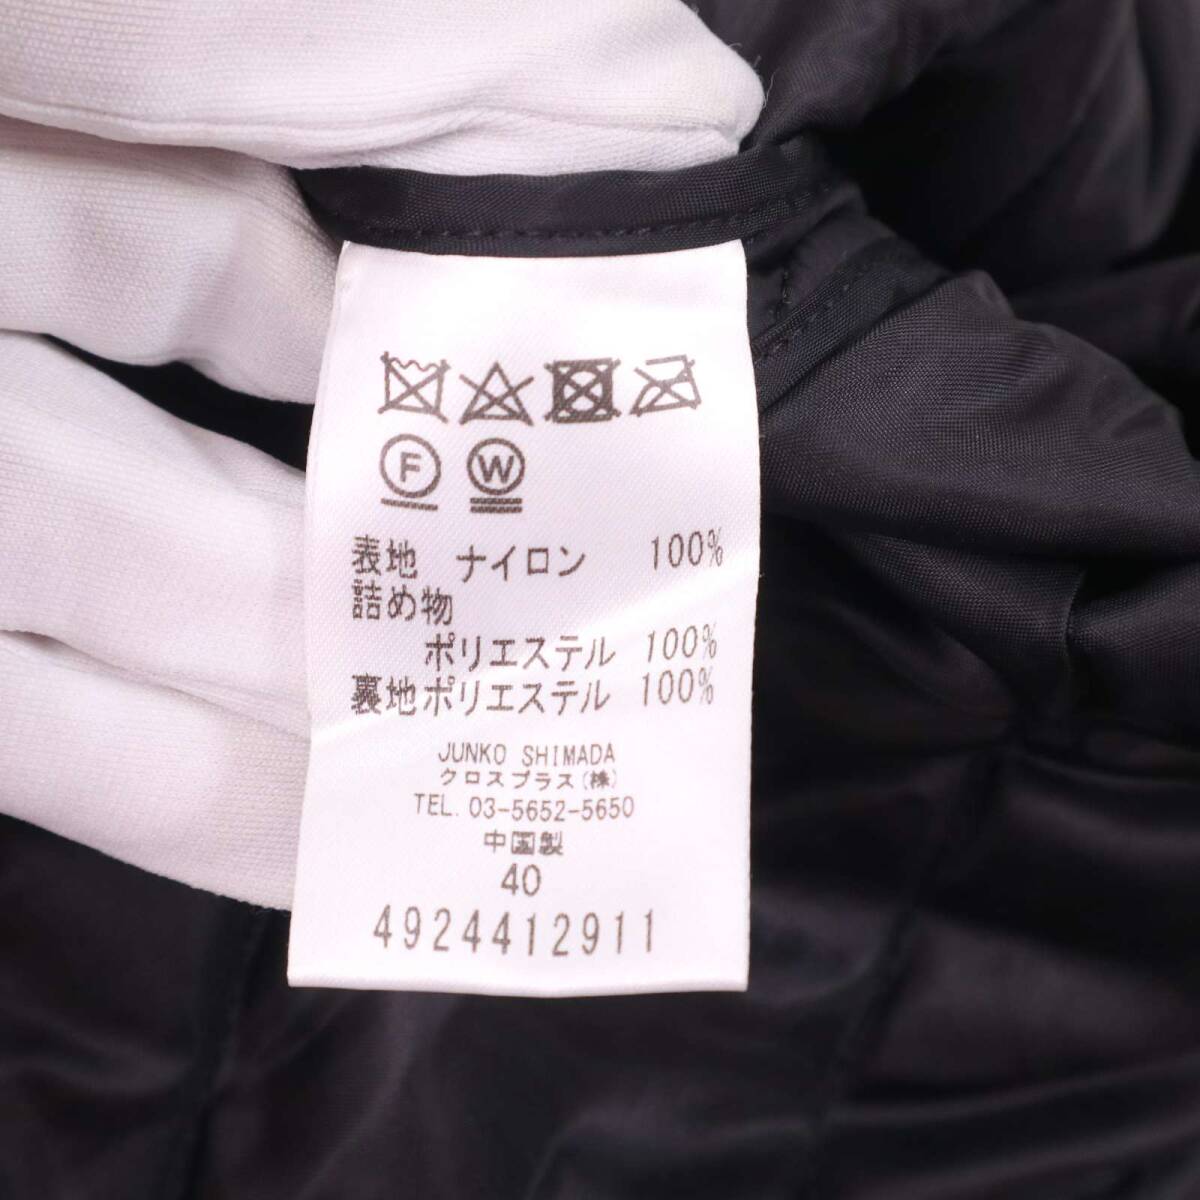 F W
表地 ナイロン 100%
詰め物
ポリエステル 100%
裏地ポリエステル 100%
JUNKO SHIMADA
クロスプラス(株)
TEL. 03-5652-5650
中国製
40
4924412911